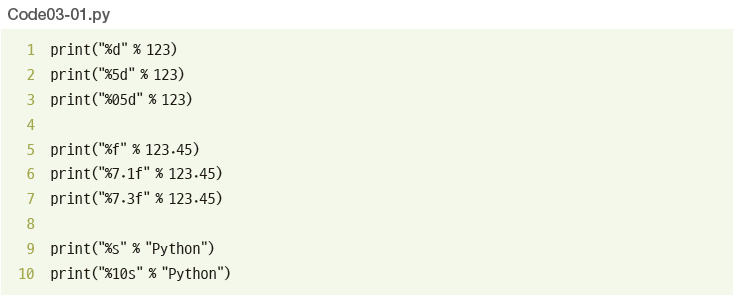 Code03-01.py
1 print("%d" % 123)
2 print("%5d" % 123)
3 print("%05d" % 123)
4
5 print("%f" % 123.45)
6 print("%7.1f" % 123.45)
7 print("%7.3f" % 123.45)
8
9 print("%s" % "Python")
10 print("%10s" % "Python")